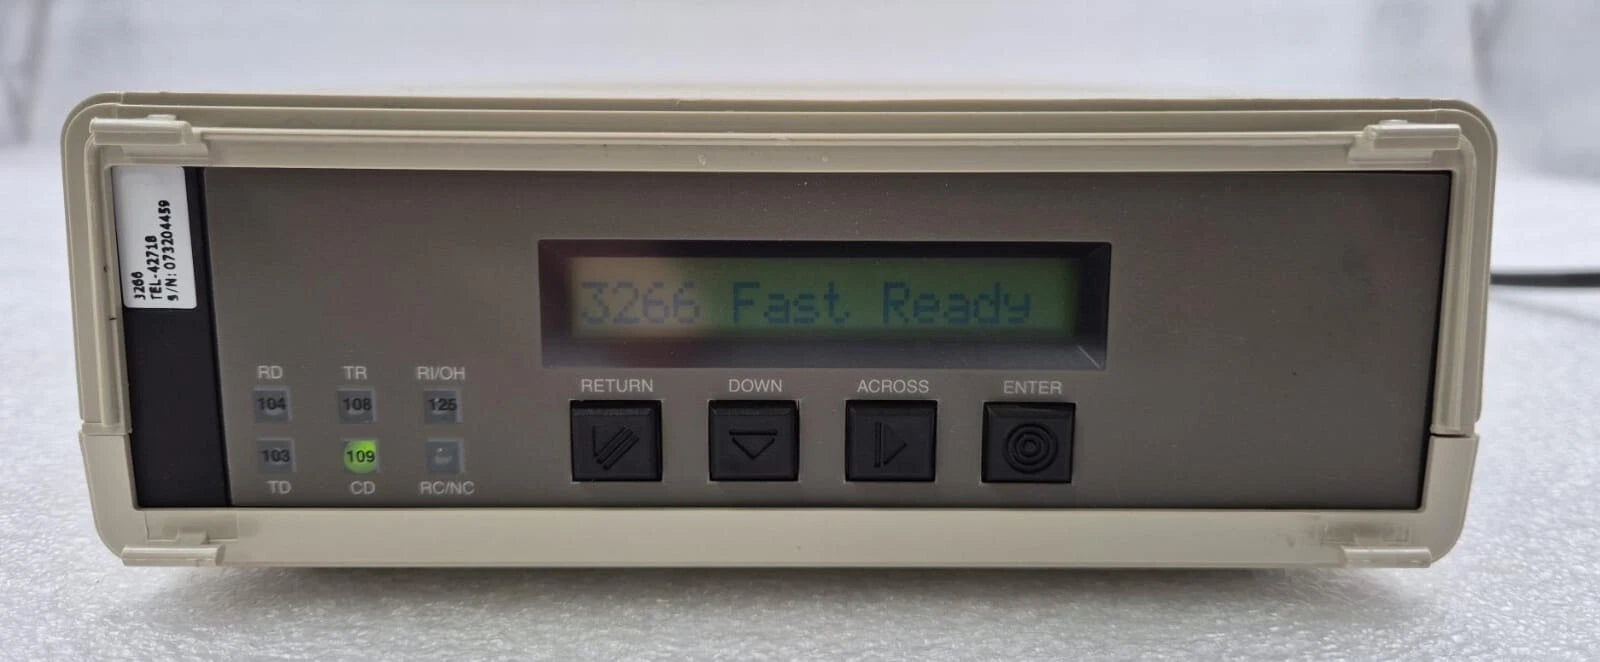 3266
TEL-42718
S/N: 073204459
3266 Fast Ready
RD TR RI/OH
104 108 125
103 109
TD CD RC/NC
RETURN DOWN ACROSS ENTER